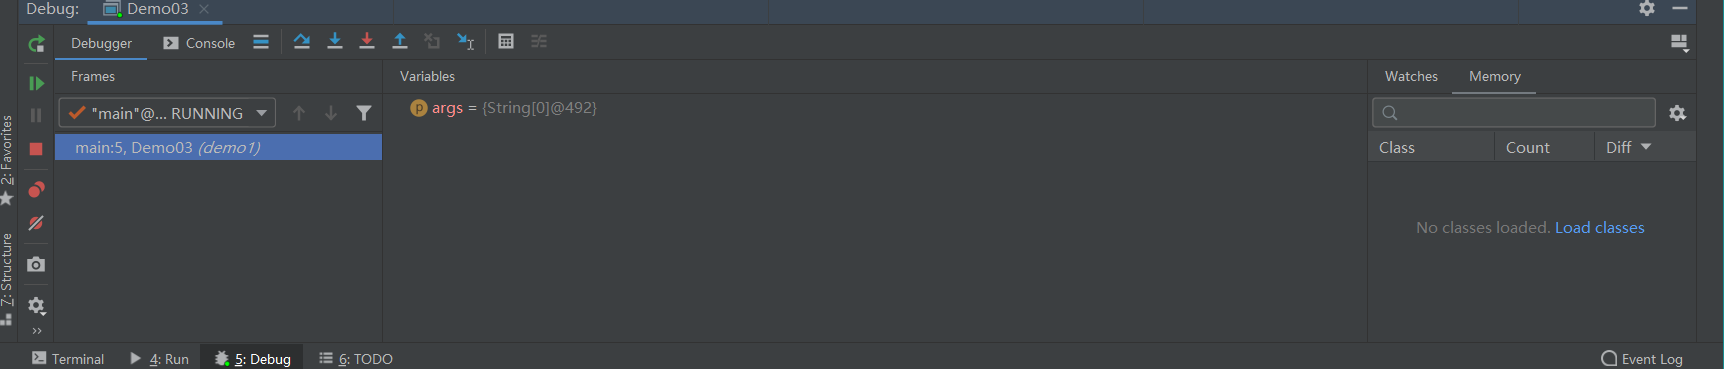 Debug: Demo03
Debugger Console
Frames Variables Watches Memory
"main"@... RUNNING
p args = {String[0]@492}
main:5, Demo03 (demo1)
Class Count Diff
No classes loaded. Load classes
2: Favorites
7: Structure
Terminal 4: Run 5: Debug 6: TODO Event Log